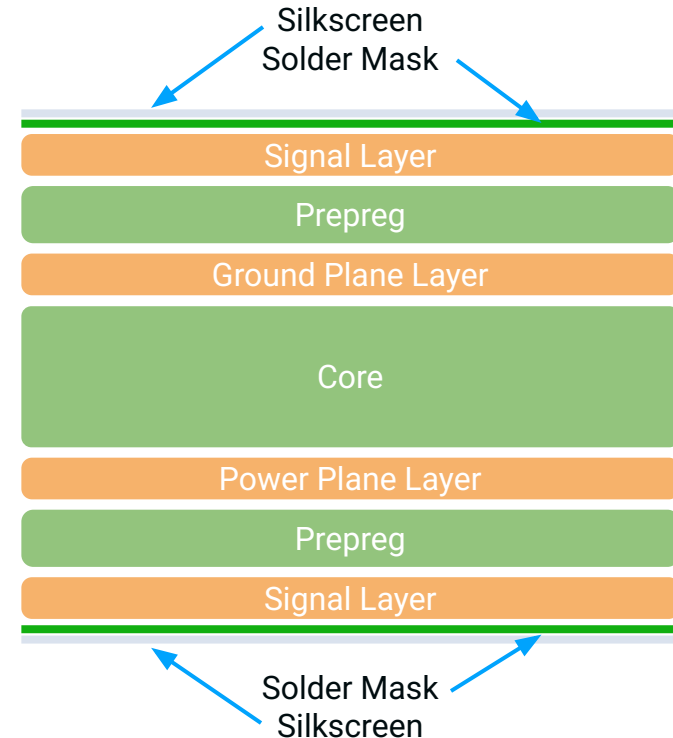 Silkscreen
Solder Mask
Signal Layer
Prepreg
Ground Plane Layer
Core
Power Plane Layer
Prepreg
Signal Layer
Solder Mask
Silkscreen